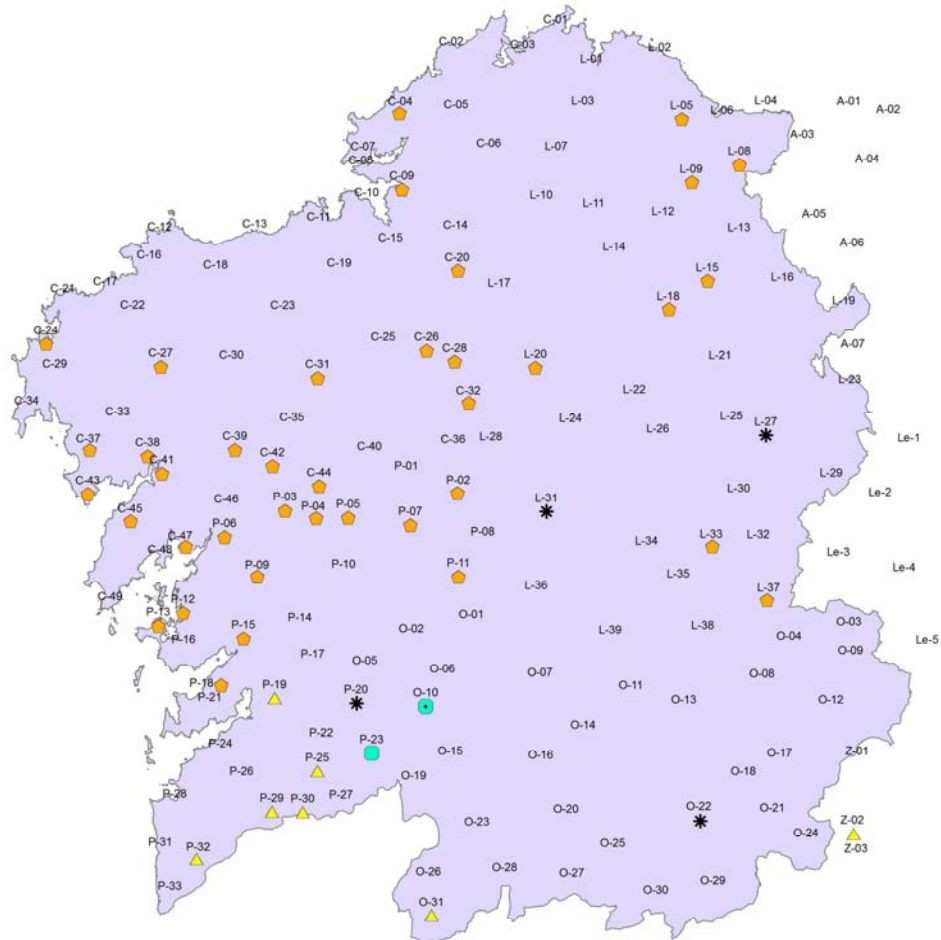 C-01
C-02
C-03
L-02
L-01
C-04
C-05
L-03
L-05
L-06
L-04
A-01
A-02
A-03
C-06
L-07
C-07
C-08
L-08
A-04
C-09
L-09
C-10
L-10
L-11
L-12
C-11
C-12
C-13
C-14
L-13
A-05
C-15
L-14
A-06
C-16
C-18
C-19
C-20
L-15
L-16
C-17
L-17
C-21
C-22
C-23
L-18
L-19
C-24
C-25
C-26
C-28
L-20
L-21
A-07
C-29
C-27
C-30
C-31
L-22
L-23
C-34
C-33
C-35
C-32
L-24
L-26
L-25
L-27
C-37
C-38
C-39
C-40
C-36
L-28
Le-1
C-41
C-42
P-01
C-43
C-44
P-02
L-30
L-29
Le-2
C-45
C-46
P-03
P-04
P-05
P-07
L-31
P-06
P-08
L-34
L-33
L-32
C-47
C-48
Le-3
P-09
P-10
P-11
L-36
L-35
L-37
Le-4
C-49
P-12
P-13
P-14
O-01
O-03
P-15
O-02
L-39
L-38
O-04
P-16
Le-5
P-17
O-05
O-06
O-07
O-08
O-09
P-18
P-19
P-20
O-10
O-11
O-13
O-12
P-21
P-22
P-23
O-14
P-24
O-15
O-16
O-17
Z-01
P-25
P-26
O-19
O-18
P-28
P-29
P-30
P-27
O-20
O-22
O-21
O-23
Z-02
P-31
P-32
O-25
O-24
Z-03
P-33
O-26
O-28
O-27
O-29
O-30
O-31